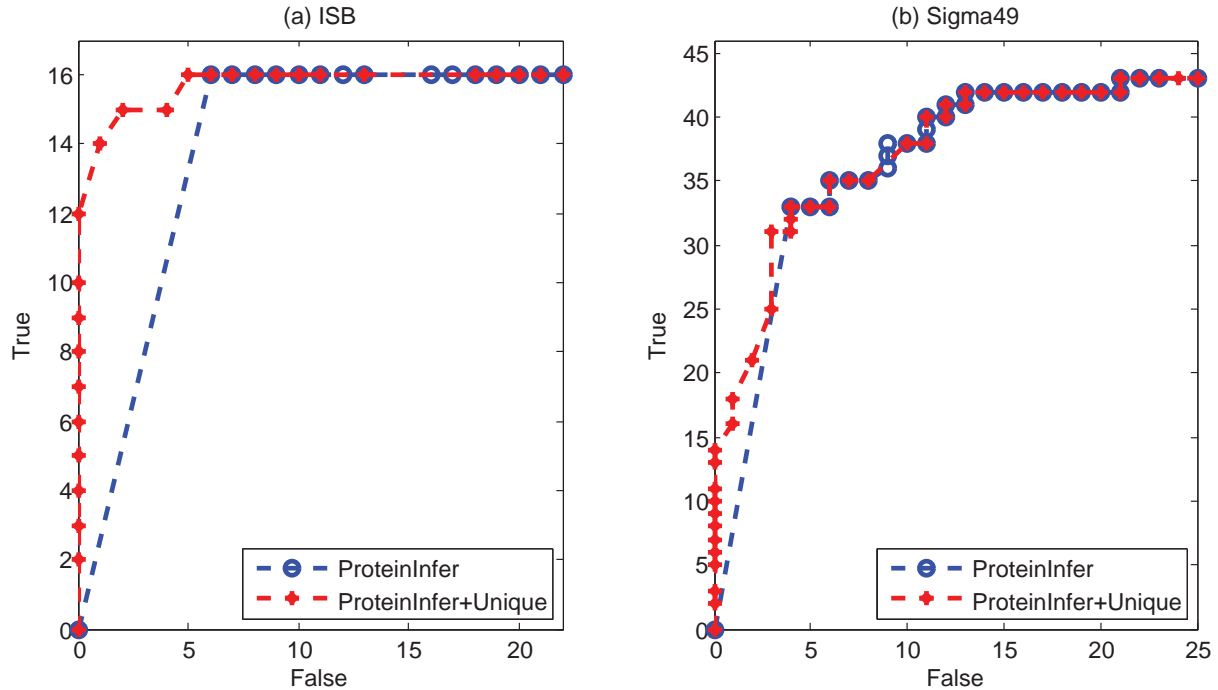 (a) ISB
16
14
12
10
8
6
4
2
0
True
0 5 10 15 20
False
ProteinInfer
ProteinInfer+Unique
(b) Sigma49
45
40
35
30
25
20
15
10
5
0
True
0 5 10 15 20 25
False
ProteinInfer
ProteinInfer+Unique